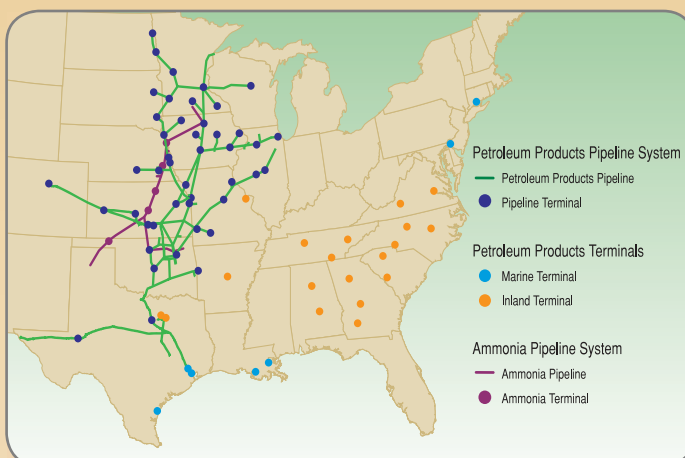 Petroleum Products Pipeline System
Petroleum Products Pipeline
Pipeline Terminal
Petroleum Products Terminals
Marine Terminal
Inland Terminal
Ammonia Pipeline System
Ammonia Pipeline
Ammonia Terminal